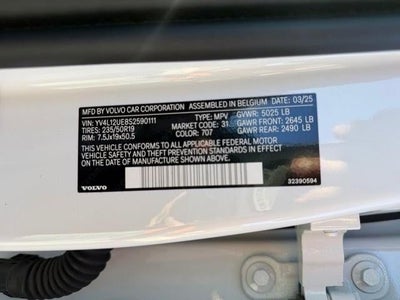 MFD. BY VOLVO CAR CORPORATION ASSEMBLED IN BELGIUM DATE: 03/25
VIN: YV4L12UE8S2590111 TYPE: MPV GVWR: 5025 LB
TIRES: 235/50R19 MARKET CODE: 31 GAWR FRONT: 2645 LB
RIM: 7.5Jx19x50.5 COLOR: 707 GAWR REAR: 2490 LB
THIS VEHICLE CONFORMS TO ALL APPLICABLE FEDERAL MOTOR
VEHICLE SAFETY AND THEFT PREVENTION STANDARDS IN EFFECT
ON THE DATE OF MANUFACTURE SHOWN ABOVE.
VOLVO 32390594